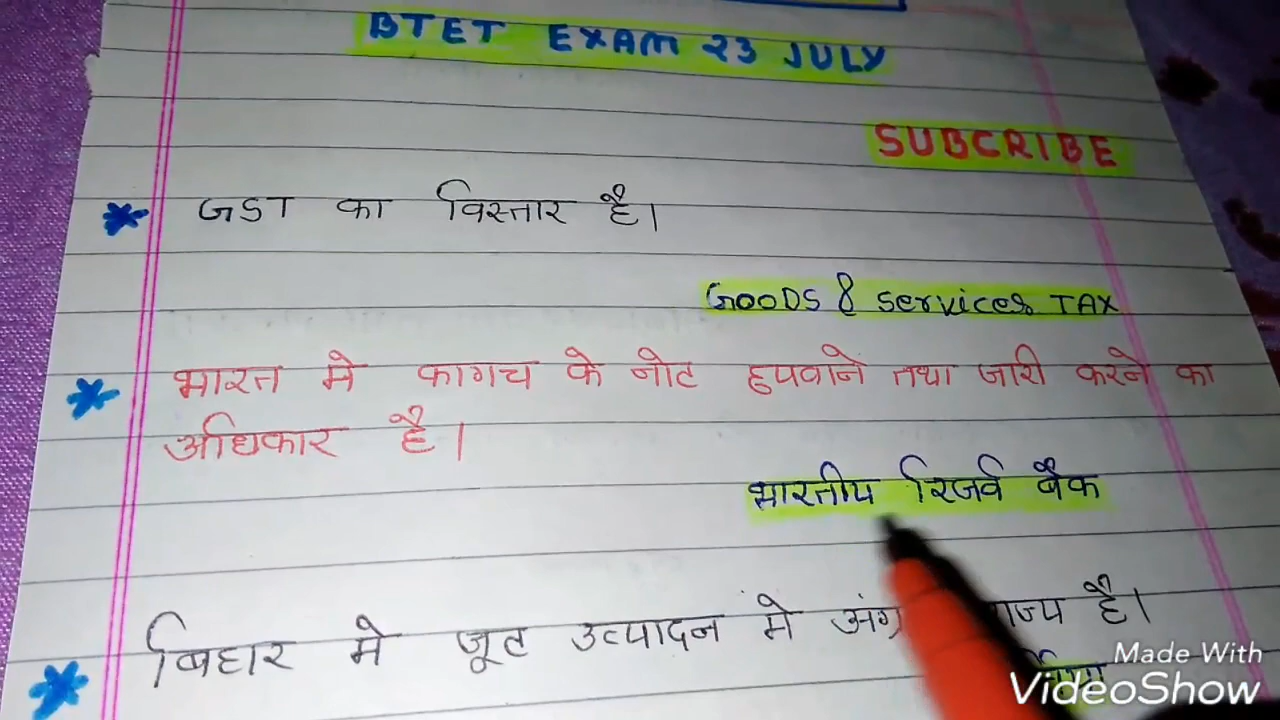 BTET EXAM 23 JULY
SUBCRIBE
GST का विस्तार है।
GOODS & Services TAX
भारत मे कागच के नोट छपवाने तथा जारी करने का
अधिकार है।
भारतीय रिजर्व बैक
बिहार मे जूट उत्पादन मे है।
Made With
VideoShow